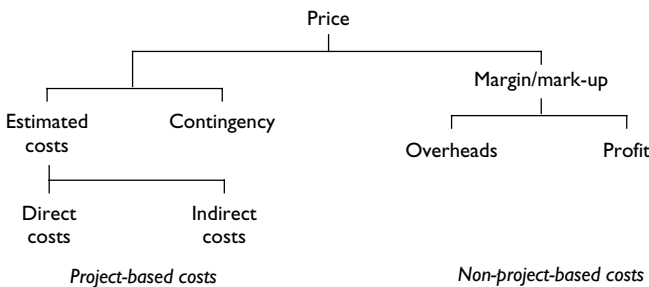 Price
Margin/mark-up
Estimated
costs
Contingency
Overheads
Profit
Direct
costs
Indirect
costs
Project-based costs
Non-project-based costs